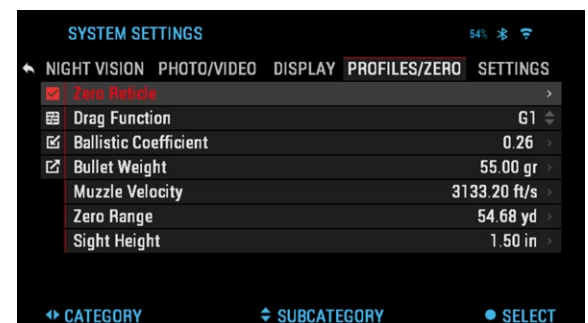 SYSTEM SETTINGS 54%
NIGHT VISION PHOTO/VIDEO DISPLAY PROFILES/ZERO SETTINGS
Zero Reticle
Drag Function G1
Ballistic Coefficient 0.26
Bullet Weight 55.00 gr
Muzzle Velocity 3133.20 ft/s
Zero Range 54.68 yd
Sight Height 1.50 in
CATEGORY SUBCATEGORY SELECT